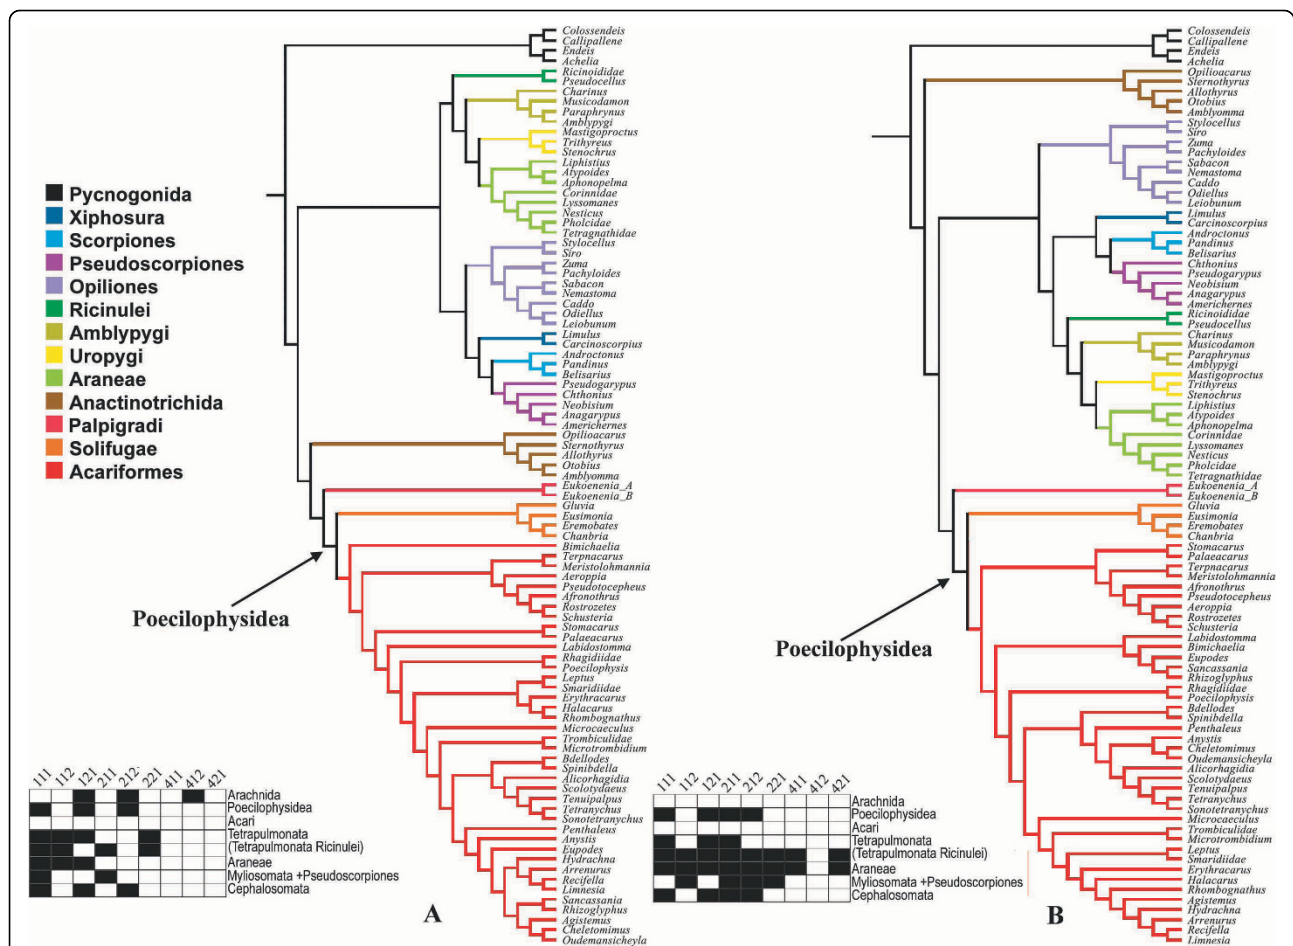 Colossendeis
Callipallene
Endeis
Achelia
Ricinoididae
Pseudocellus
Charinus
Musicodamon
Paraphrynus
Amblypygi
Mastigoproctus
Trithyreus
Stenochrus
Liphistius
Atypoides
Aphonopelma
Corinnidae
Lyssomanes
Nesticus
Pholcidae
Tetragnathidae
Stylocellus
Siro
Zuma
Pachyloides
Sabacon
Nemastoma
Caddo
Odiellus
Leiobunum
Limulus
Carcinoscorpius
Androctonus
Pandinus
Belisarius
Pseudogarypus
Chthonius
Neobisium
Anagarypus
Americhernes
Opilioacarus
Sternothyrus
Allothyrus
Otobius
Amblyomma
Eukoenenia_A
Eukoenenia_B
Gluvia
Eusimonia
Eremobates
Chanbria
Bimichaelia
Terpnacarus
Meristolohmannia
Aeroppia
Pseudotocepheus
Afronothrus
Rostrozetes
Schusteria
Stomacarus
Palaeacarus
Labidostomma
Rhagidiidae
Poecilophysis
Leptus
Smaridiidae
Erythracarus
Halacarus
Rhombognathus
Microcaeculus
Trombiculidae
Microtrombidium
Bdellodes
Spinibdella
Alicorhagidia
Scolotydaeus
Tenuipalpus
Tetranychus
Sonotetranychus
Penthaleus
Anystis
Eupodes
Hydrachna
Arrenurus
Recifella
Limnesia
Sancassania
Rhizoglyphus
Agistemus
Cheletomimus
Oudemansicheyla
Pycnogonida
Xiphosura
Scorpiones
Pseudoscorpiones
Opiliones
Ricinulei
Amblypygi
Uropygi
Araneae
Anactinotrichida
Palpigradi
Solifugae
Acariformes
Poecilophysidea
111 112 121 211 212 221 411 412 421
Arachnida
Poecilophysidea
Acari
Tetrapulmonata
(Tetrapulmonata Ricinulei)
Araneae
Myliosomata +Pseudoscorpiones
Cephalosomata
A
Colossendeis
Callipallene
Endeis
Achelia
Opilioacarus
Sternothyrus
Allothyrus
Otobius
Amblyomma
Stylocellus
Siro
Zuma
Pachyloides
Sabacon
Nemastoma
Caddo
Odiellus
Leiobunum
Limulus
Carcinoscorpius
Androctonus
Pandinus
Belisarius
Chthonius
Pseudogarypus
Neobisium
Anagarypus
Americhernes
Ricinoididae
Pseudocellus
Charinus
Musicodamon
Paraphrynus
Amblypygi
Mastigoproctus
Trithyreus
Stenochrus
Liphistius
Atypoides
Aphonopelma
Corinnidae
Lyssomanes
Nesticus
Pholcidae
Tetragnathidae
Eukoenenia_A
Eukoenenia_B
Gluvia
Eusimonia
Eremobates
Chanbria
Stomacarus
Palaeacarus
Terpnacarus
Meristolohmannia
Afronothrus
Pseudotocepheus
Aeroppia
Rostrozetes
Schusteria
Labidostomma
Bimichaelia
Eupodes
Sancassania
Rhizoglyphus
Rhagidiidae
Poecilophysis
Bdellodes
Spinibdella
Penthaleus
Anystis
Cheletomimus
Oudemansicheyla
Alicorhagidia
Scolotydaeus
Tenuipalpus
Tetranychus
Sonotetranychus
Microcaeculus
Trombiculidae
Microtrombidium
Leptus
Smaridiidae
Erythracarus
Halacarus
Rhombognathus
Agistemus
Hydrachna
Arrenurus
Recifella
Limnesia
Poecilophysidea
111 112 121 211 212 221 411 412 421
Arachnida
Poecilophysidea
Acari
Tetrapulmonata
(Tetrapulmonata Ricinulei)
Araneae
Myliosomata +Pseudoscorpiones
Cephalosomata
B